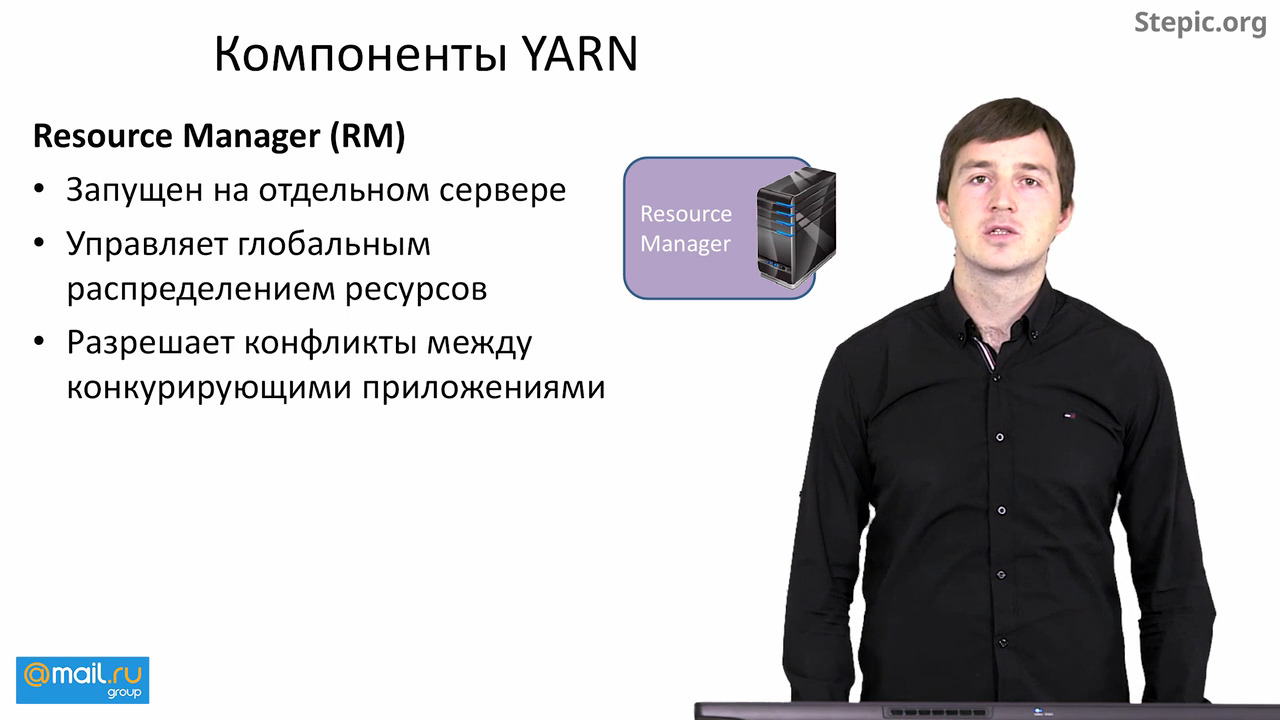 Stepic.org
Компоненты YARN
Resource Manager (RM)
• Запущен на отдельном сервере
• Управляет глобальным
распределением ресурсов
• Разрешает конфликты между
конкурирующими приложениями
Resource
Manager
@mail.ru
group